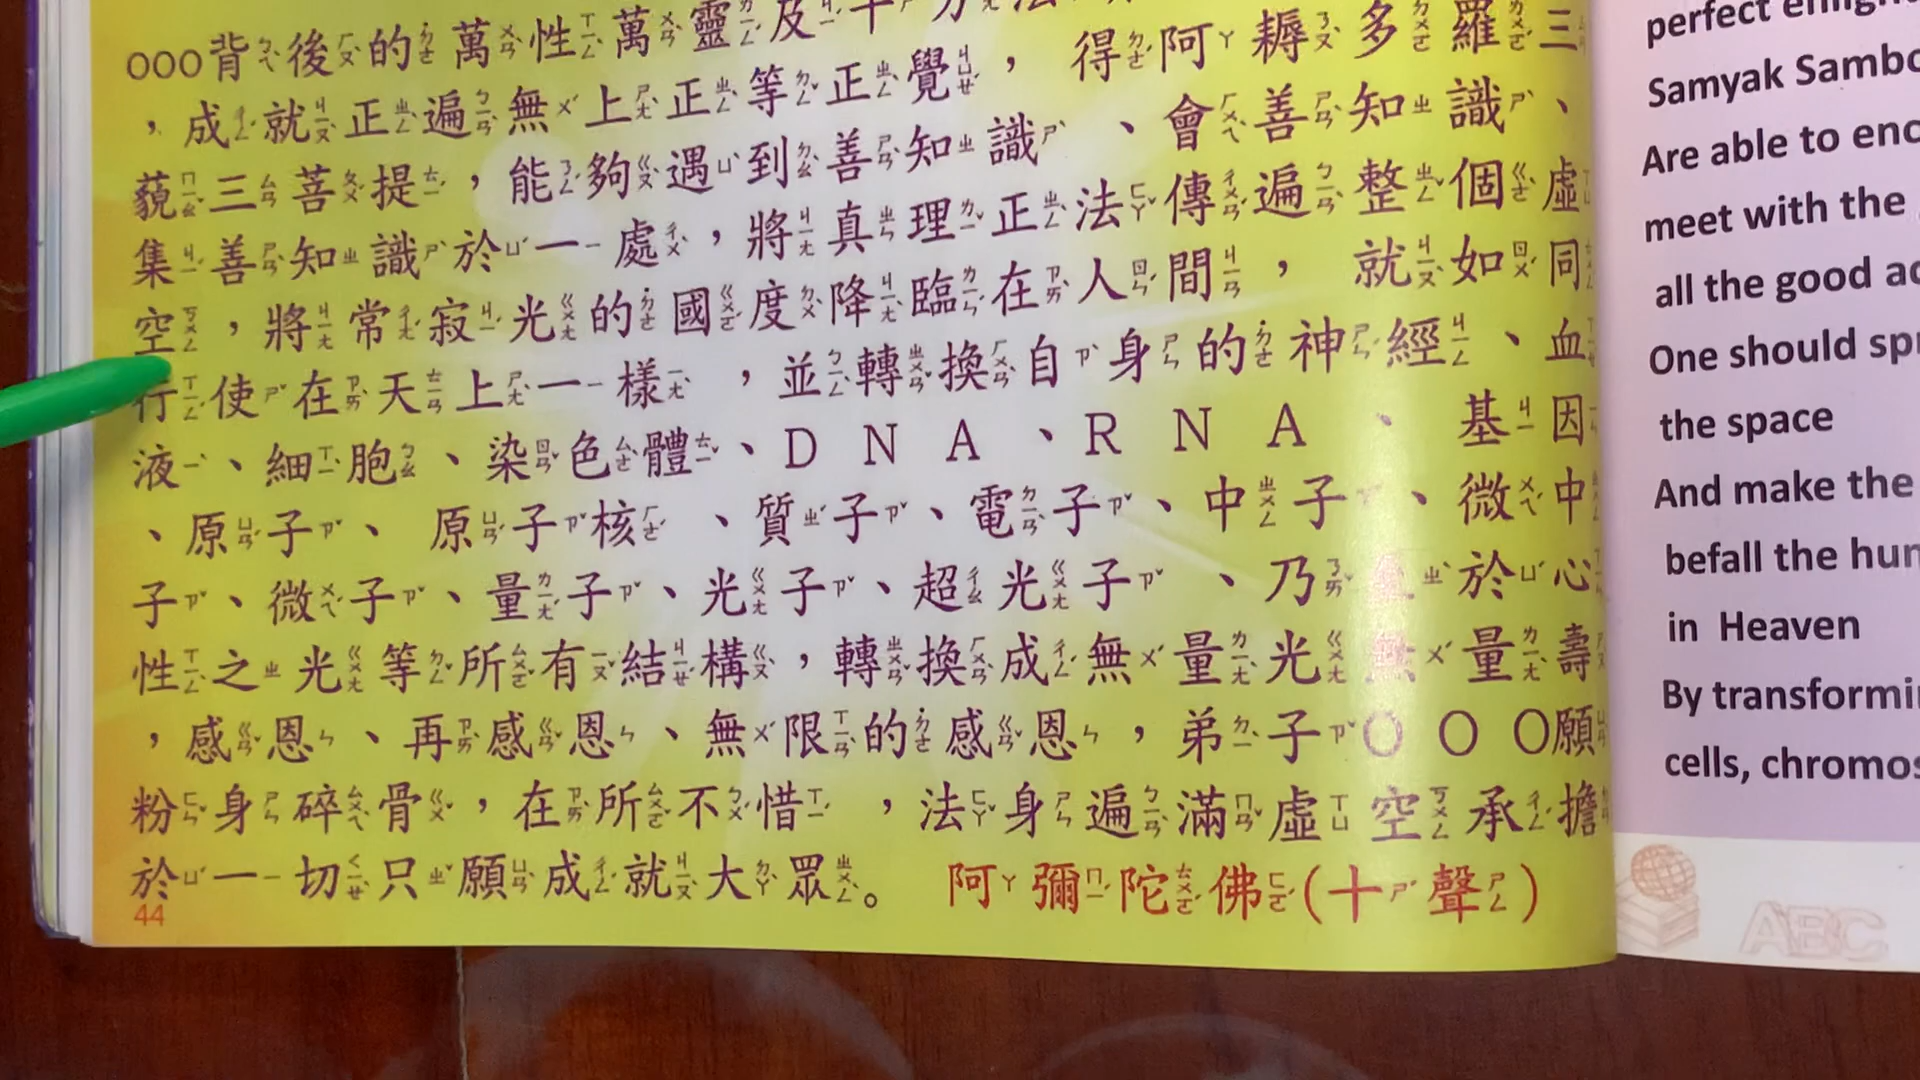 OOO背後的萬性萬靈及十方法
，成就正遍無上正等正覺，得阿耨多羅三
藐三菩提，能夠遇到善知識、會善知識、
集善知識於一處，將真理正法傳遍整個虛
空，將常寂光的國度降臨在人間，就如同
行使在天上一樣，並轉換自身的神經、血
液、細胞、染色體、DNA、RNA、基因
、原子、原子核、質子、電子、中子、微中
子、微子、量子、光子、超光子、乃至於心
性之光等所有結構，轉換成無量光無量壽
，感恩、再感恩、無限的感恩，弟子〇〇〇願
粉身碎骨，在所不惜，法身遍滿虛空承擔
於一切只願成就大眾。 阿彌陀佛(十聲)
44
perfect
Samyak
Are able to
meet with the
all the good
One should
the space
And make the
befall the
in Heaven
By
cells,
ABC